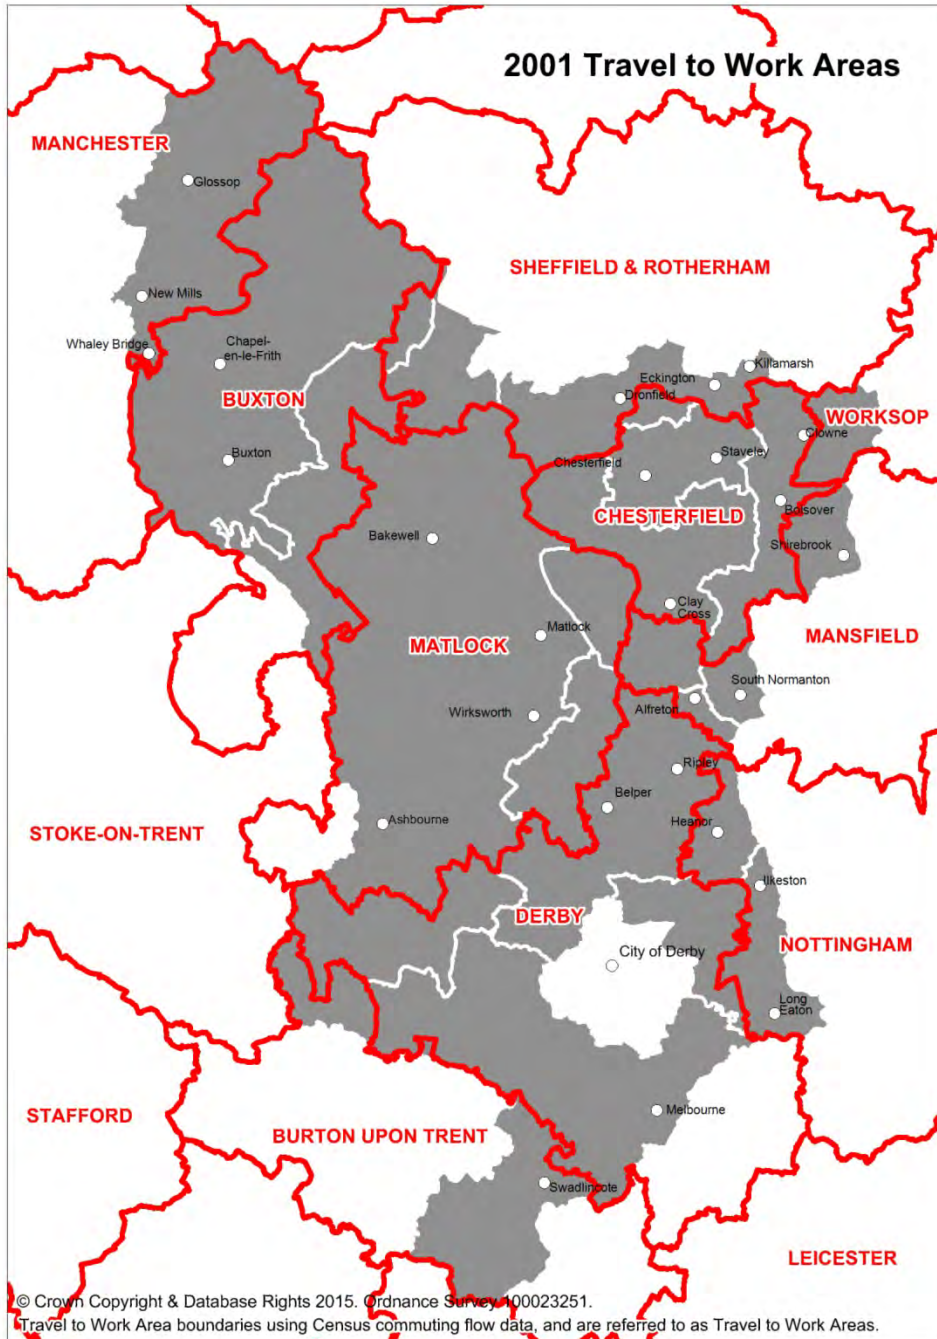 2001 Travel to Work Areas
MANCHESTER
Glossop
SHEFFIELD & ROTHERHAM
New Mills
Whaley Bridge
Chapel-
en-le-Frith
Killamarsh
Eckington
Dronfield
BUXTON
WORKSOP
Clowne
Buxton
Staveley
Chesterfield
Bolsover
CHESTERFIELD
Bakewell
Shirebrook
Clay
Cross
Matlock
MATLOCK
MANSFIELD
South Normanton
Alfreton
Wirksworth
Ripley
Belper
Ashbourne
Heanor
STOKE-ON-TRENT
Ilkeston
DERBY
NOTTINGHAM
City of Derby
Long
Eaton
STAFFORD
Melbourne
BURTON UPON TRENT
Swadlincote
LEICESTER
© Crown Copyright & Database Rights 2015. Ordnance Survey 100023251.
Travel to Work Area boundaries using Census commuting flow data, and are referred to as Travel to Work Areas.